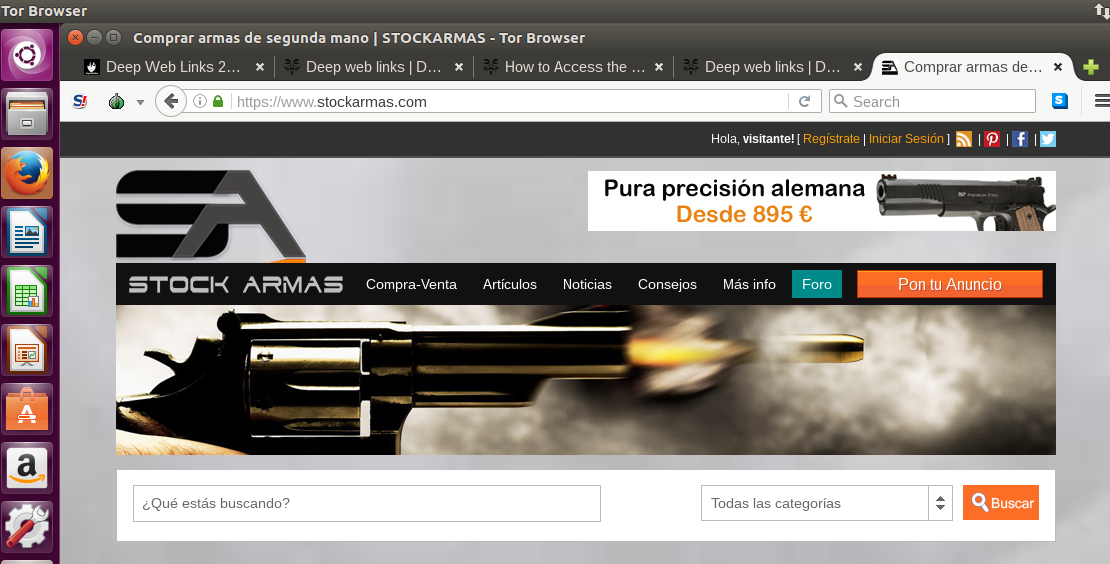 Tor Browser
Comprar armas de segunda mano | STOCKARMAS - Tor Browser
Deep Web Links 2... Deep web links | D... How to Access the ... Deep web links | D... Comprar armas de...
S! https://www.stockarmas.com Search S
Hola, visitante! [ Regístrate | Iniciar Sesión ] | | |
SA
Pura precisión alemana
Desde 895 €
STOCK ARMAS Compra-Venta Artículos Noticias Consejos Más info Foro Pon tu Anuncio
¿Qué estás buscando? Todas las categorías Buscar